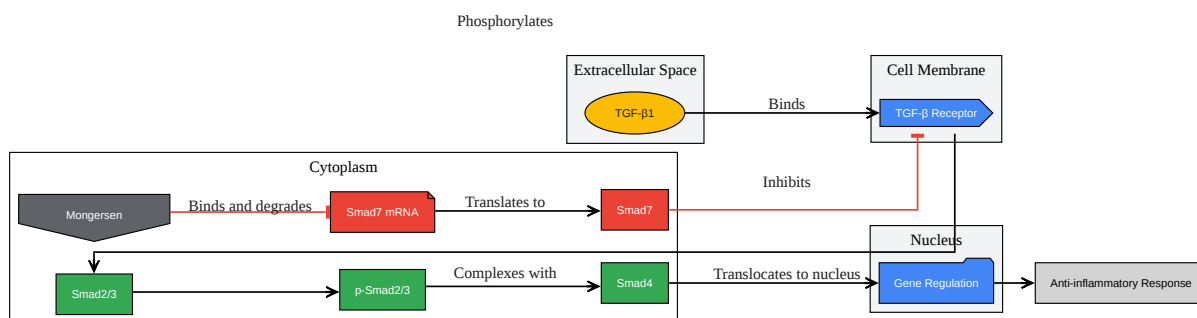 Phosphorylates
Extracellular Space
Cell Membrane
TGF-β1
Binds
TGF-β Receptor
Cytoplasm
Inhibits
Mongersen
Binds and degrades
Smad7 mRNA
Translates to
Smad7
Nucleus
Smad2/3
p-Smad2/3
Complexes with
Smad4
Translocates to nucleus
Gene Regulation
Anti-inflammatory Response